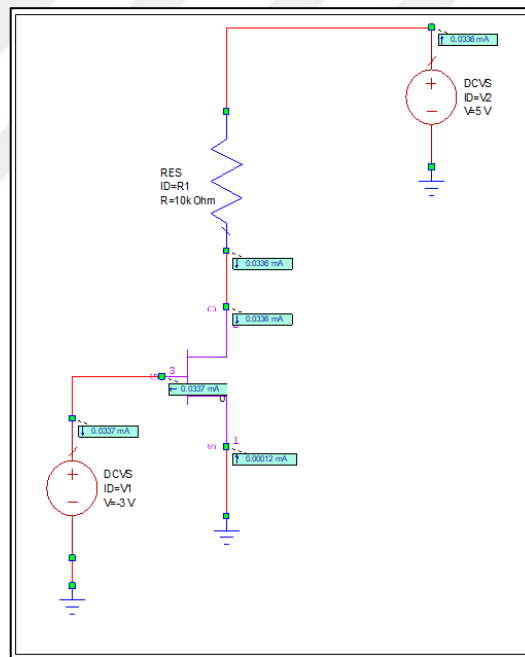 0.0336 mA
DCVS
ID=V2
V=5 V
RES
ID=R1
R=10k Ohm
0.0336 mA
D
0.0336 mA
3
G
0.0337 mA
0
0.0337 mA
S
1
0.00012 mA
DCVS
ID=V1
V=-3 V